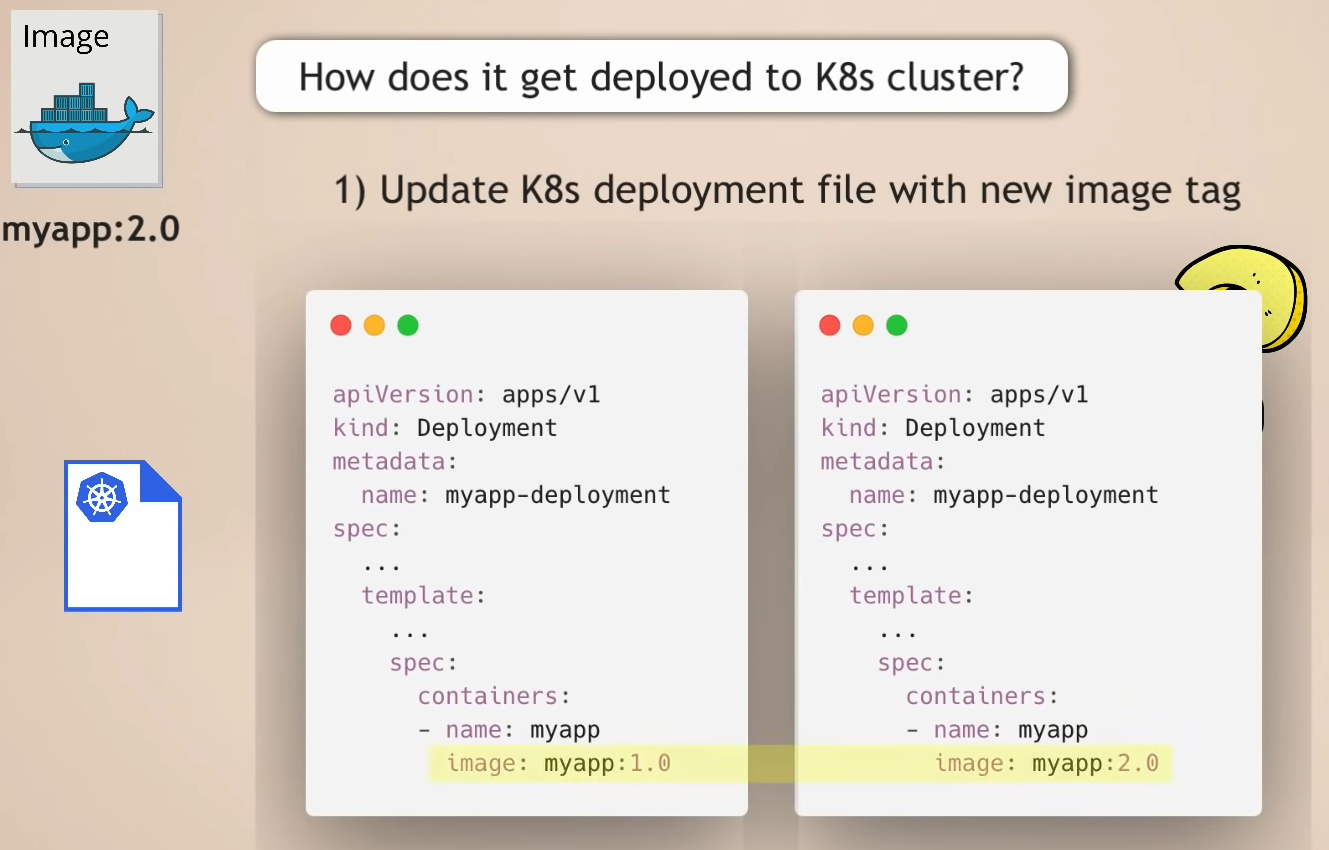 Image
How does it get deployed to K8s cluster?
1) Update K8s deployment file with new image tag
myapp:2.0
apiVersion: apps/v1
kind: Deployment
metadata:
  name: myapp-deployment
spec:
  ...
  template:
    ...
    spec:
      containers:
      - name: myapp
        image: myapp:1.0
apiVersion: apps/v1
kind: Deployment
metadata:
  name: myapp-deployment
spec:
  ...
  template:
    ...
    spec:
      containers:
      - name: myapp
        image: myapp:2.0